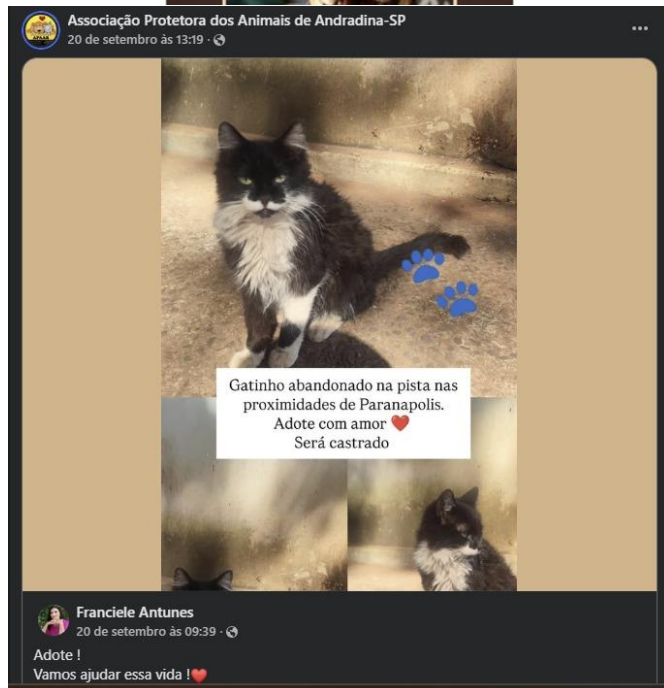 Associação Protetora dos Animais de Andradina-SP
20 de setembro às 13:19 ·
Gatinho abandonado na pista nas
proximidades de Paranapolis.
Adote com amor ❤️
Será castrado
Franciele Antunes
20 de setembro às 09:39 ·
Adote !
Vamos ajudar essa vida !❤️